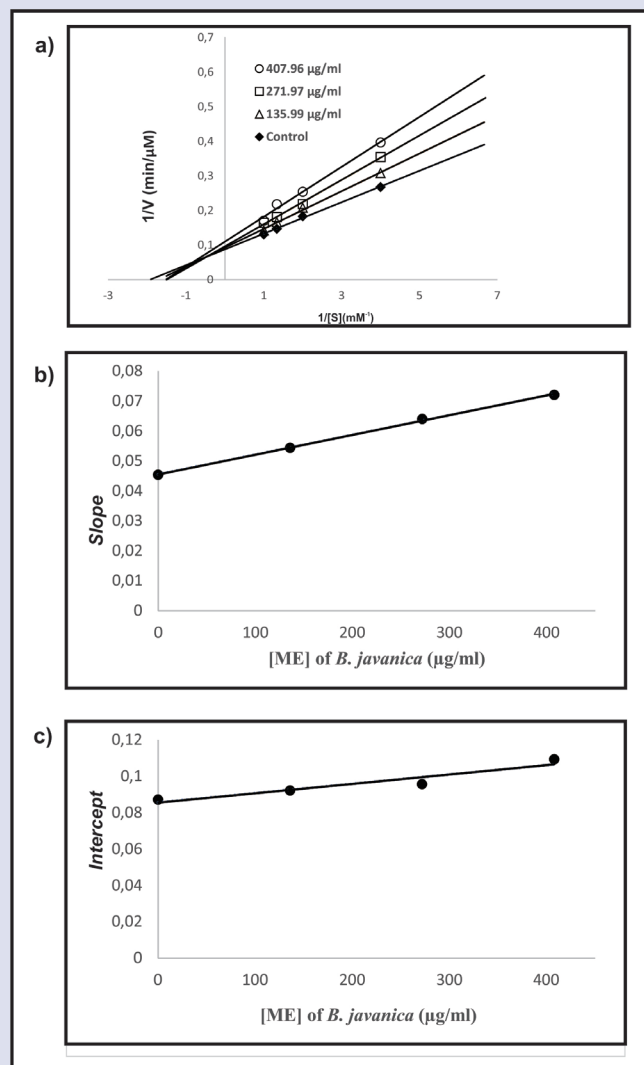 a)
0,7
0,6
0,5
0,4
0,3
0,2
0,1
0
-3 -1 1 3 5 7
1/V (min/µM)
1/[S](mM⁻¹)
407.96 µg/ml
271.97 µg/ml
135.99 µg/ml
Control
b)
0,08
0,07
0,06
0,05
0,04
0,03
0,02
0,01
0
Slope
0 100 200 300 400
[ME] of B. javanica (µg/ml)
c)
0,12
0,1
0,08
0,06
0,04
0,02
0
Intercept
0 100 200 300 400
[ME] of B. javanica (µg/ml)